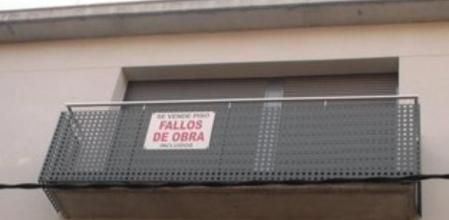 SE VENDE PISO
FALLOS
DE OBRA
INCLUIDOS